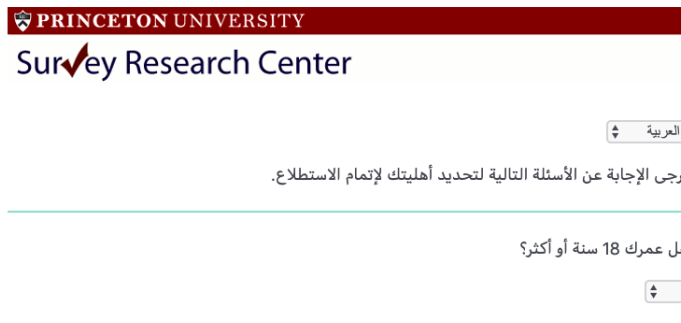 PRINCETON UNIVERSITY
Survey Research Center
العربية
الإجابة عن الأسئلة التالية لتحديد أهليتك لإتمام الاستطلاع.
عمرك 18 سنة أو أكثر؟